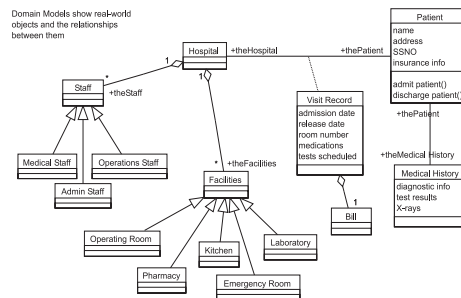 Domain Models show real-world
objects and the relationships
between them
Patient
name
address
SSNO
insurance info
admit patient()
discharge patient()
Hospital
+theHospital
+thePatient
1
1
*
+theStaff
Staff
Medical Staff
Operations Staff
Admin Staff
Visit Record
admission date
release date
room number
medications
tests scheduled
1
Bill
+thePatient
+theMedical History
Medical History
diagnostic info
test results
X-rays
*
+theFacilities
Facilities
Operating Room
Laboratory
Kitchen
Pharmacy
Emergency Room